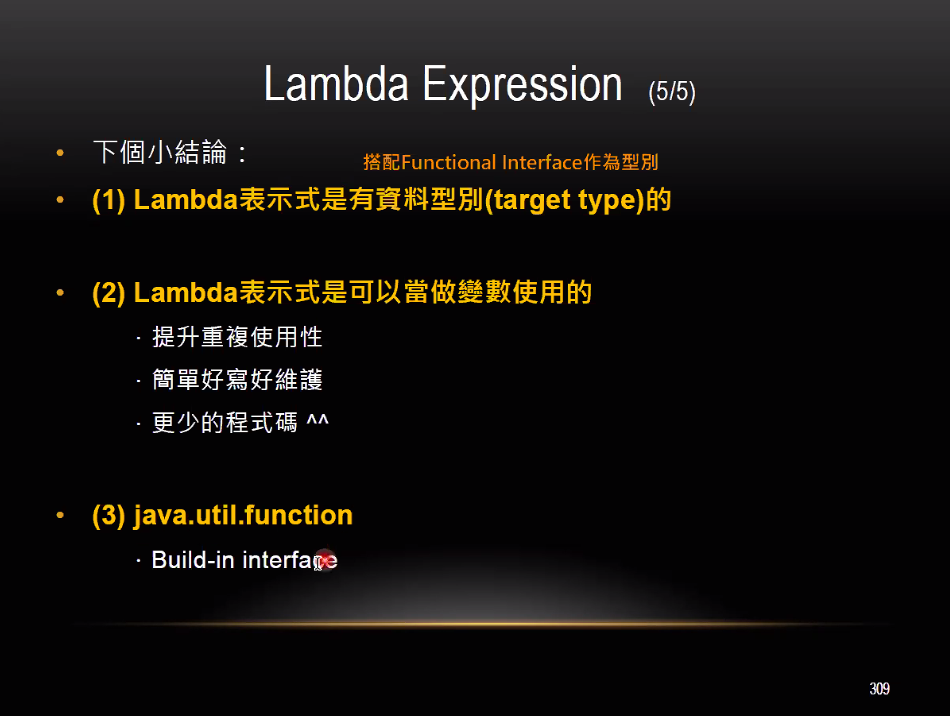 Lambda Expression (5/5)
• 下個小結論：
搭配Functional Interface作為型別
• (1) Lambda表示式是有資料型別(target type)的
• (2) Lambda表示式是可以當做變數使用的
· 提升重複使用性
· 簡單好寫好維護
· 更少的程式碼 ^^
• (3) java.util.function
· Build-in interface
309